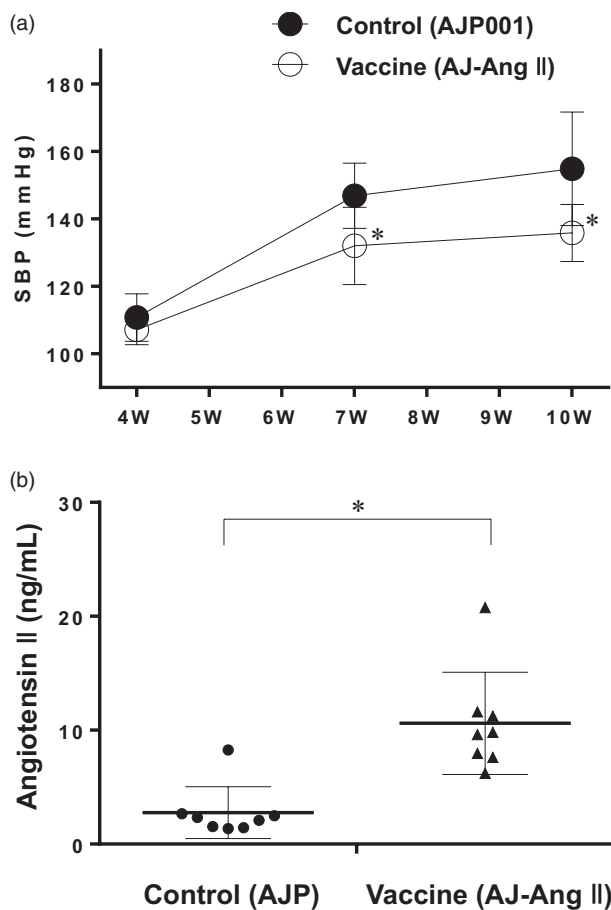 (a)
Control (AJP001)
Vaccine (AJ-Ang Ⅱ)
SBP (mmHg)
180
160
140
120
100
*
*
4W 5W 6W 7W 8W 9W 10W
(b)
Angiotensin Ⅱ (ng/mL)
30
20
10
0
*
Control (AJP) Vaccine (AJ-Ang Ⅱ)